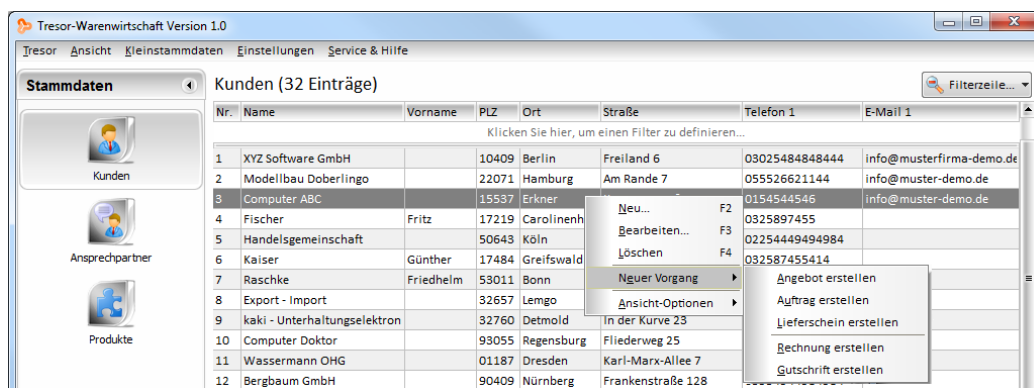 Tresor-Warenwirtschaft Version 1.0
Tresor Ansicht Kleinstammdaten Einstellungen Service & Hilfe
Stammdaten
Kunden
Ansprechpartner
Produkte
Kunden (32 Einträge)
Filterzeile...
Nr. Name Vorname PLZ Ort Straße Telefon 1 E-Mail 1
Klicken Sie hier, um einen Filter zu definieren...
1 XYZ Software GmbH 10409 Berlin Freiland 6 03025484848444 info@musterfirma-demo.de
2 Modellbau Doberlingo 22071 Hamburg Am Rande 7 055526621144 info@muster-demo.de
3 Computer ABC 15537 Erkner 0154544546 info@muster-demo.de
4 Fischer Fritz 17219 Carolinenh 0325897455
5 Handelsgemeinschaft 50643 Köln 02254449494984
6 Kaiser Günther 17484 Greifswald 032587455414
7 Raschke Friedhelm 53011 Bonn
8 Export - Import 32657 Lemgo
9 kaki - Unterhaltungselektron 32760 Detmold In der Kurve 23
10 Computer Doktor 93055 Regensburg Fliederweg 25
11 Wassermann OHG 01187 Dresden Karl-Marx-Allee 7
12 Bergbaum GmbH 90409 Nürnberg Frankenstraße 128
Neu... F2
Bearbeiten... F3
Löschen F4
Neuer Vorgang
Ansicht-Optionen
Angebot erstellen
Auftrag erstellen
Lieferschein erstellen
Rechnung erstellen
Gutschrift erstellen